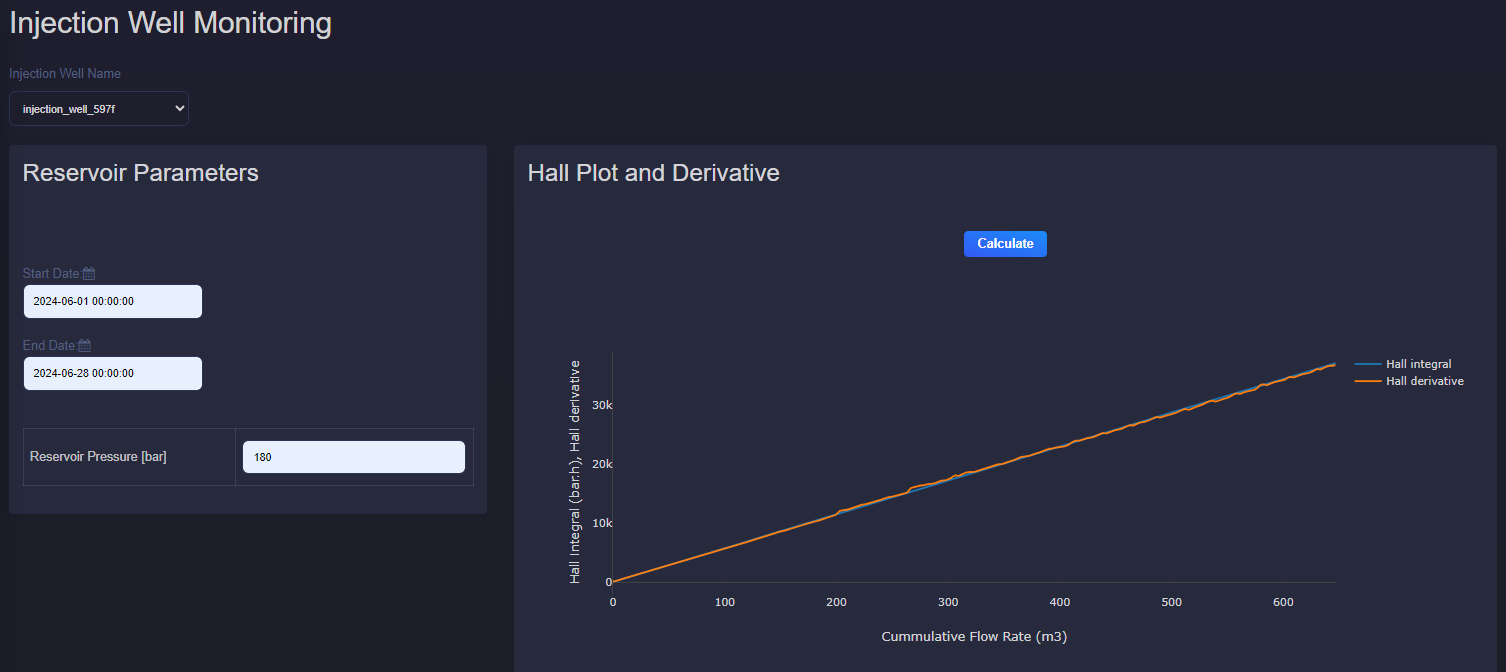 Injection Well Monitoring
Injection Well Name
injection_well_597f
Reservoir Parameters
Start Date:
2024-06-01 00:00:00
End Date:
2024-06-28 00:00:00
Reservoir Pressure [bar]
180
Hall Plot and Derivative
Calculate
Hall Integral (bar.h), Hall derivative
30k
20k
10k
0
0 100 200 300 400 500 600
Cummulative Flow Rate (m3)
Hall integral
Hall derivative